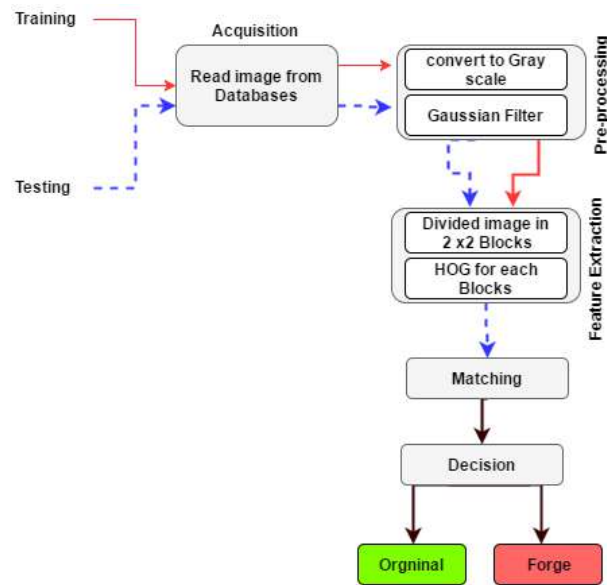 Training
Acquisition
Read image from
Databases
convert to Gray
scale
Gaussian Filter
Pre-processing
Testing
Divided image in
2 x2 Blocks
HOG for each
Blocks
Feature Extraction
Matching
Decision
Orgninal
Forge